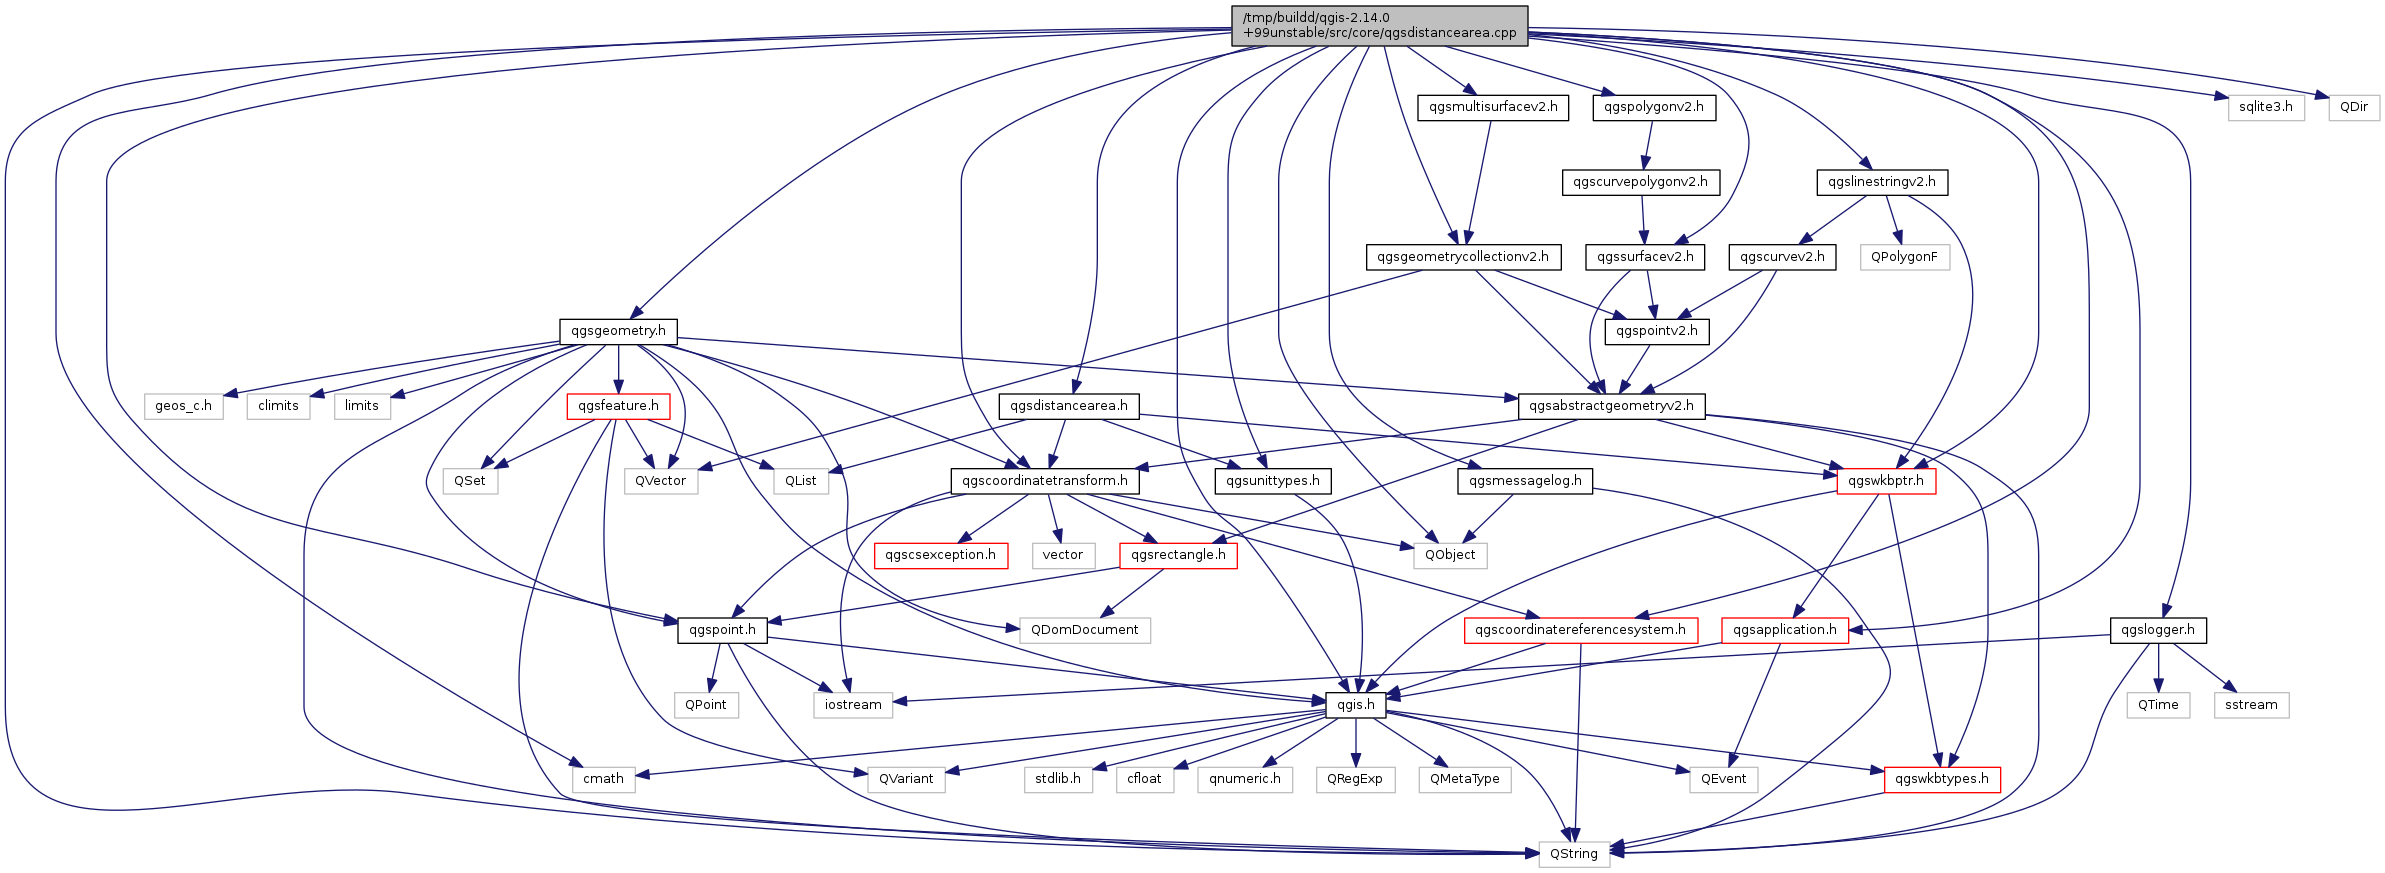 /tmp/buildd/qgis-2.14.0
+99unstable/src/core/qgsdistancearea.cpp
qgsmultisurfacev2.h
qgspolygonv2.h
sqlite3.h
QDir
qgscurvepolygonv2.h
qgslinestringv2.h
qgsgeometrycollectionv2.h
qgssurfacev2.h
qgscurvev2.h
QPolygonF
qgsgeometry.h
qgspointv2.h
geos_c.h
climits
limits
qgsfeature.h
qgsdistancearea.h
qgsabstractgeometryv2.h
QSet
QVector
QList
qgscoordinatetransform.h
qgsunittypes.h
qgsmessagelog.h
qgswkbptr.h
qgscsexception.h
vector
qgsrectangle.h
QObject
qgspoint.h
QDomDocument
qgscoordinatereferencesystem.h
qgsapplication.h
qgslogger.h
QPoint
iostream
qgis.h
QTime
sstream
cmath
QVariant
stdlib.h
cfloat
qnumeric.h
QRegExp
QMetaType
QEvent
qgswkbtypes.h
QString